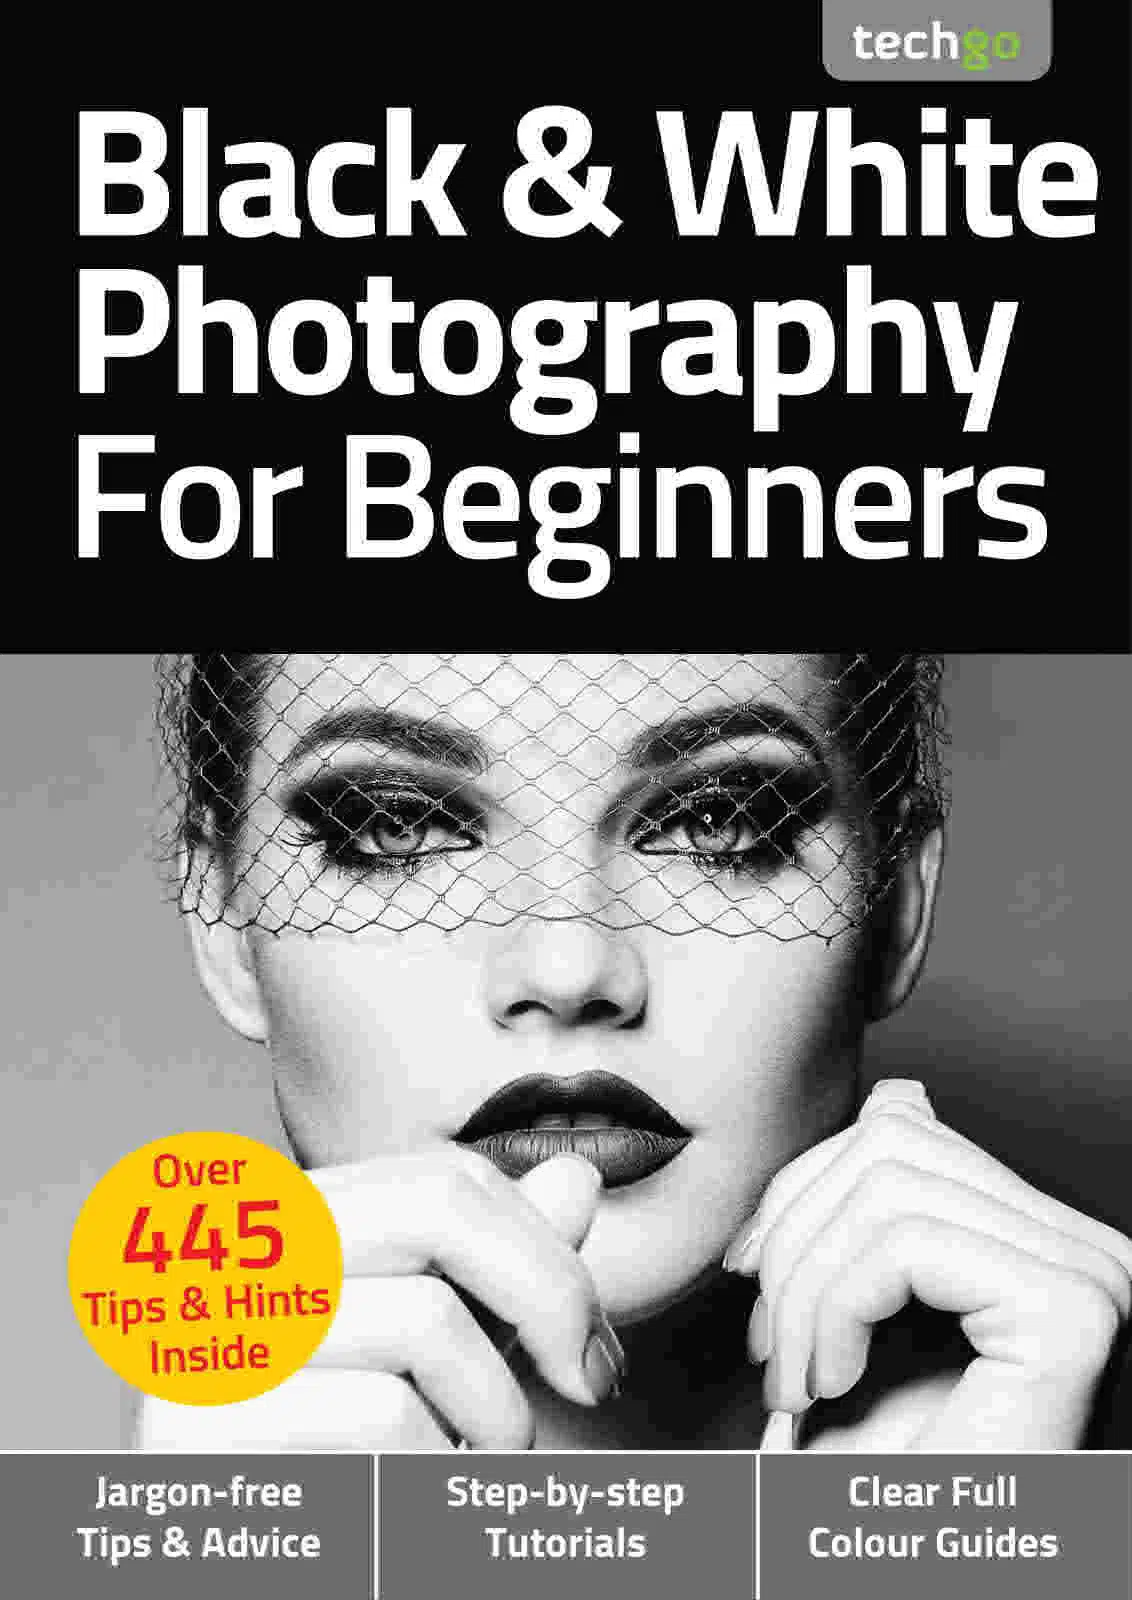 techgo
Black & White
Photography
For Beginners
Over
445
Tips & Hints
Inside
Jargon-free
Tips & Advice
Step-by-step
Tutorials
Clear Full
Colour Guides